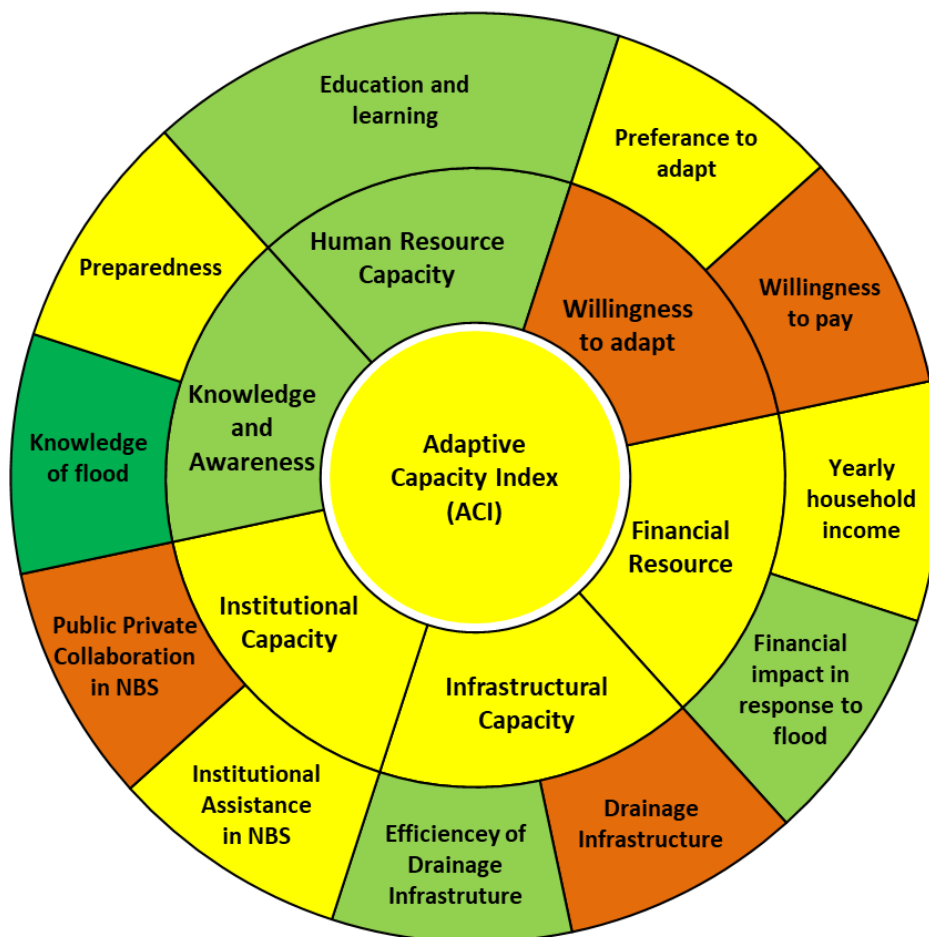 Education and
learning
Preferance to
adapt
Human Resource
Capacity
Preparedness
Willingness
to adapt
Willingness
to pay
Knowledge
and
Awareness
Knowledge
of flood
Adaptive
Capacity Index
(ACI)
Yearly
household
income
Financial
Resource
Institutional
Capacity
Public Private
Collaboration
in NBS
Infrastructural
Capacity
Financial
impact in
response to
flood
Institutional
Assistance
in NBS
Efficiencey of
Drainage
Infrastruture
Drainage
Infrastructure